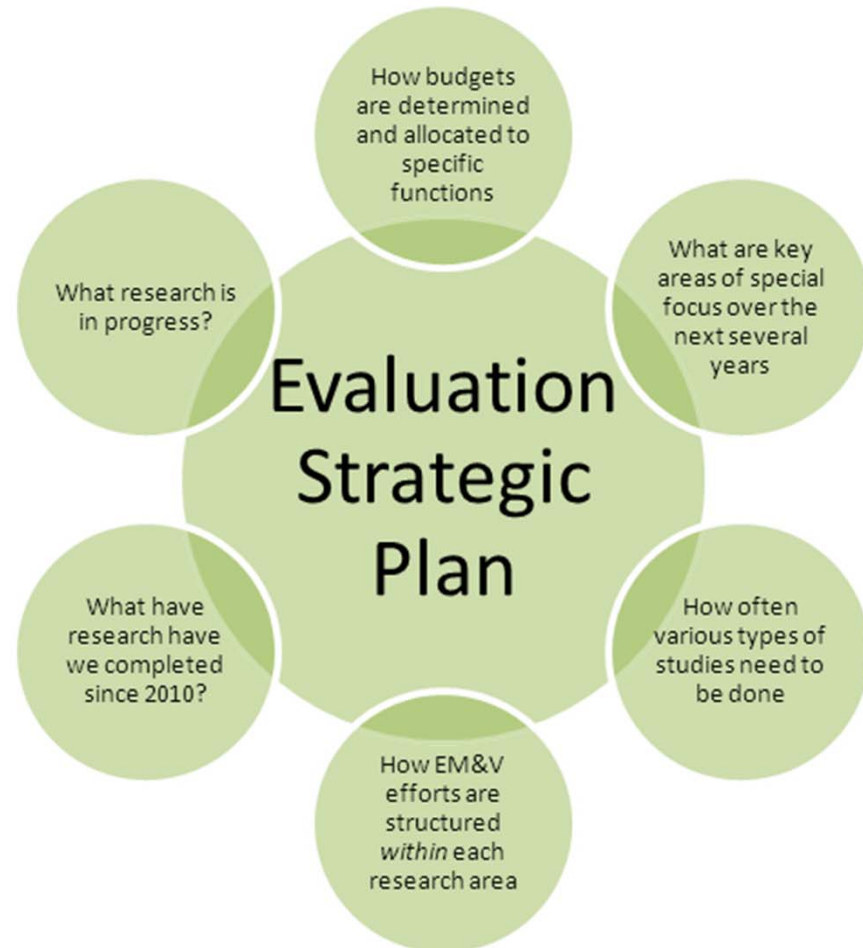 How budgets
are determined
and allocated to
specific
functions
What are key
areas of special
focus over the
next several
years
How often
various types of
studies need to
be done
How EM&V
efforts are
structured
within each
research area
What have
research have
we completed
since 2010?
What research is
in progress?
Evaluation
Strategic
Plan